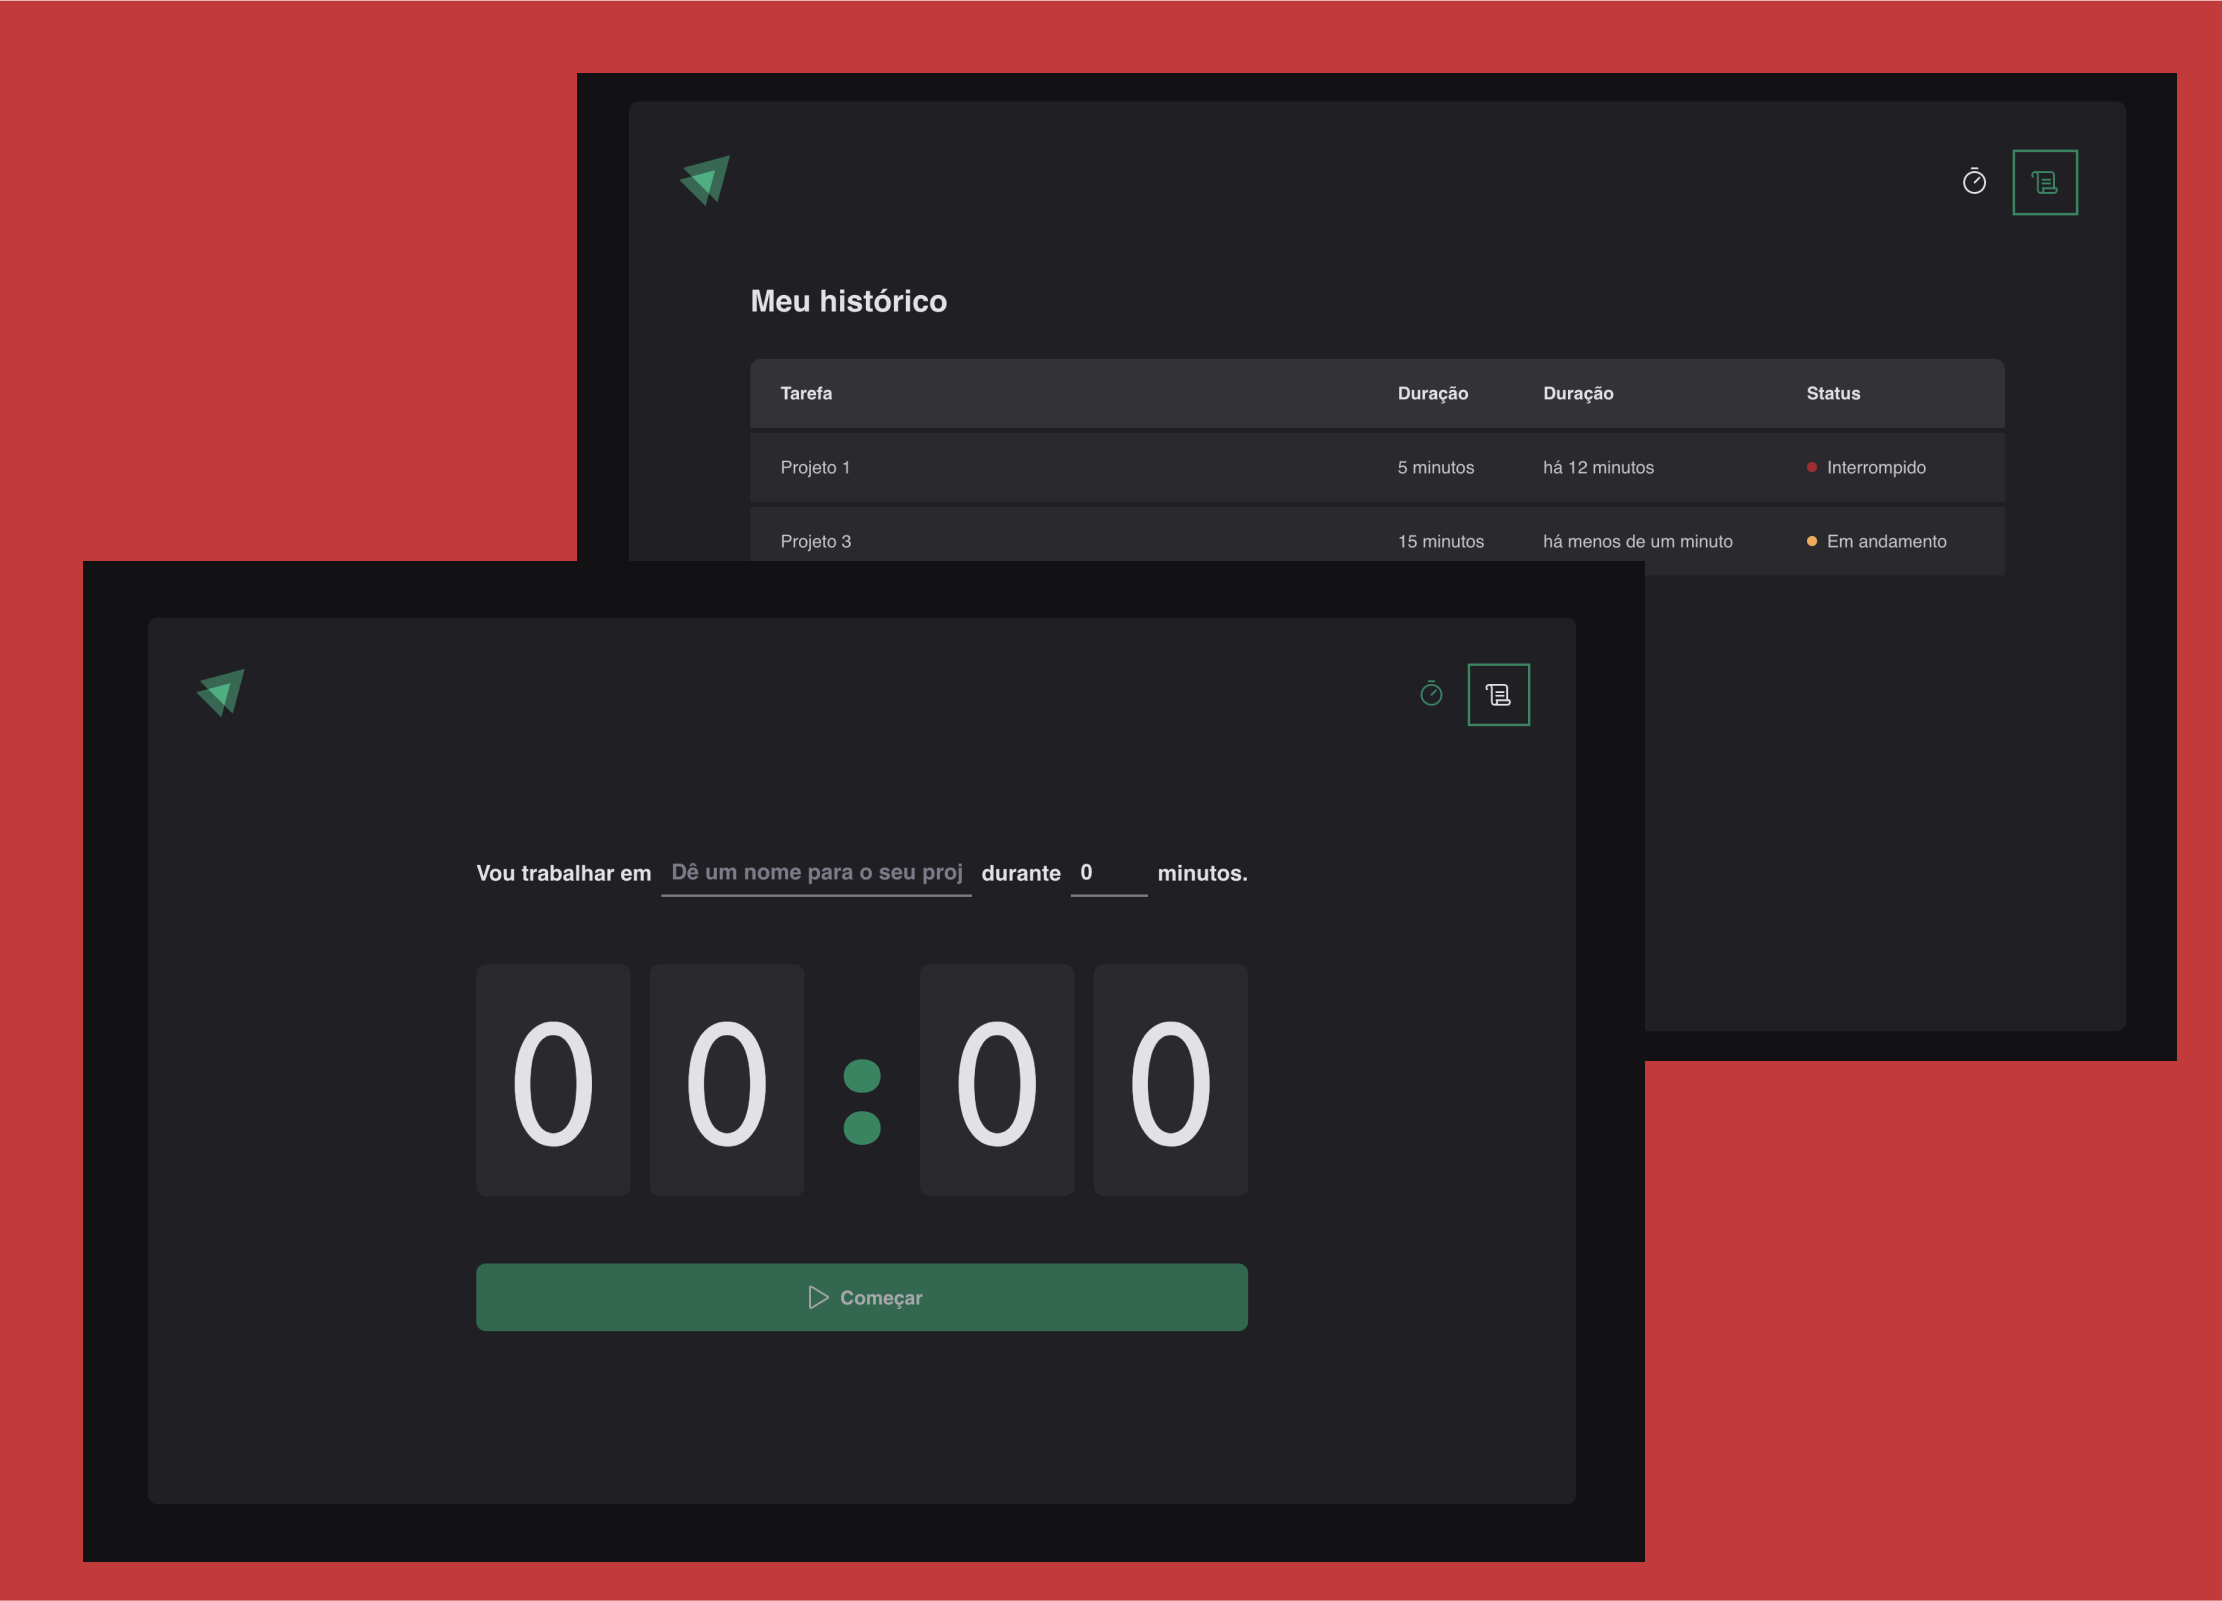 Meu histórico
Tarefa Duração Duração Status
Projeto 1 5 minutos há 12 minutos Interrompido
Projeto 3 15 minutos há menos de um minuto Em andamento
Vou trabalhar em Dê um nome para o seu proj durante 0 minutos.
00:00
Começar